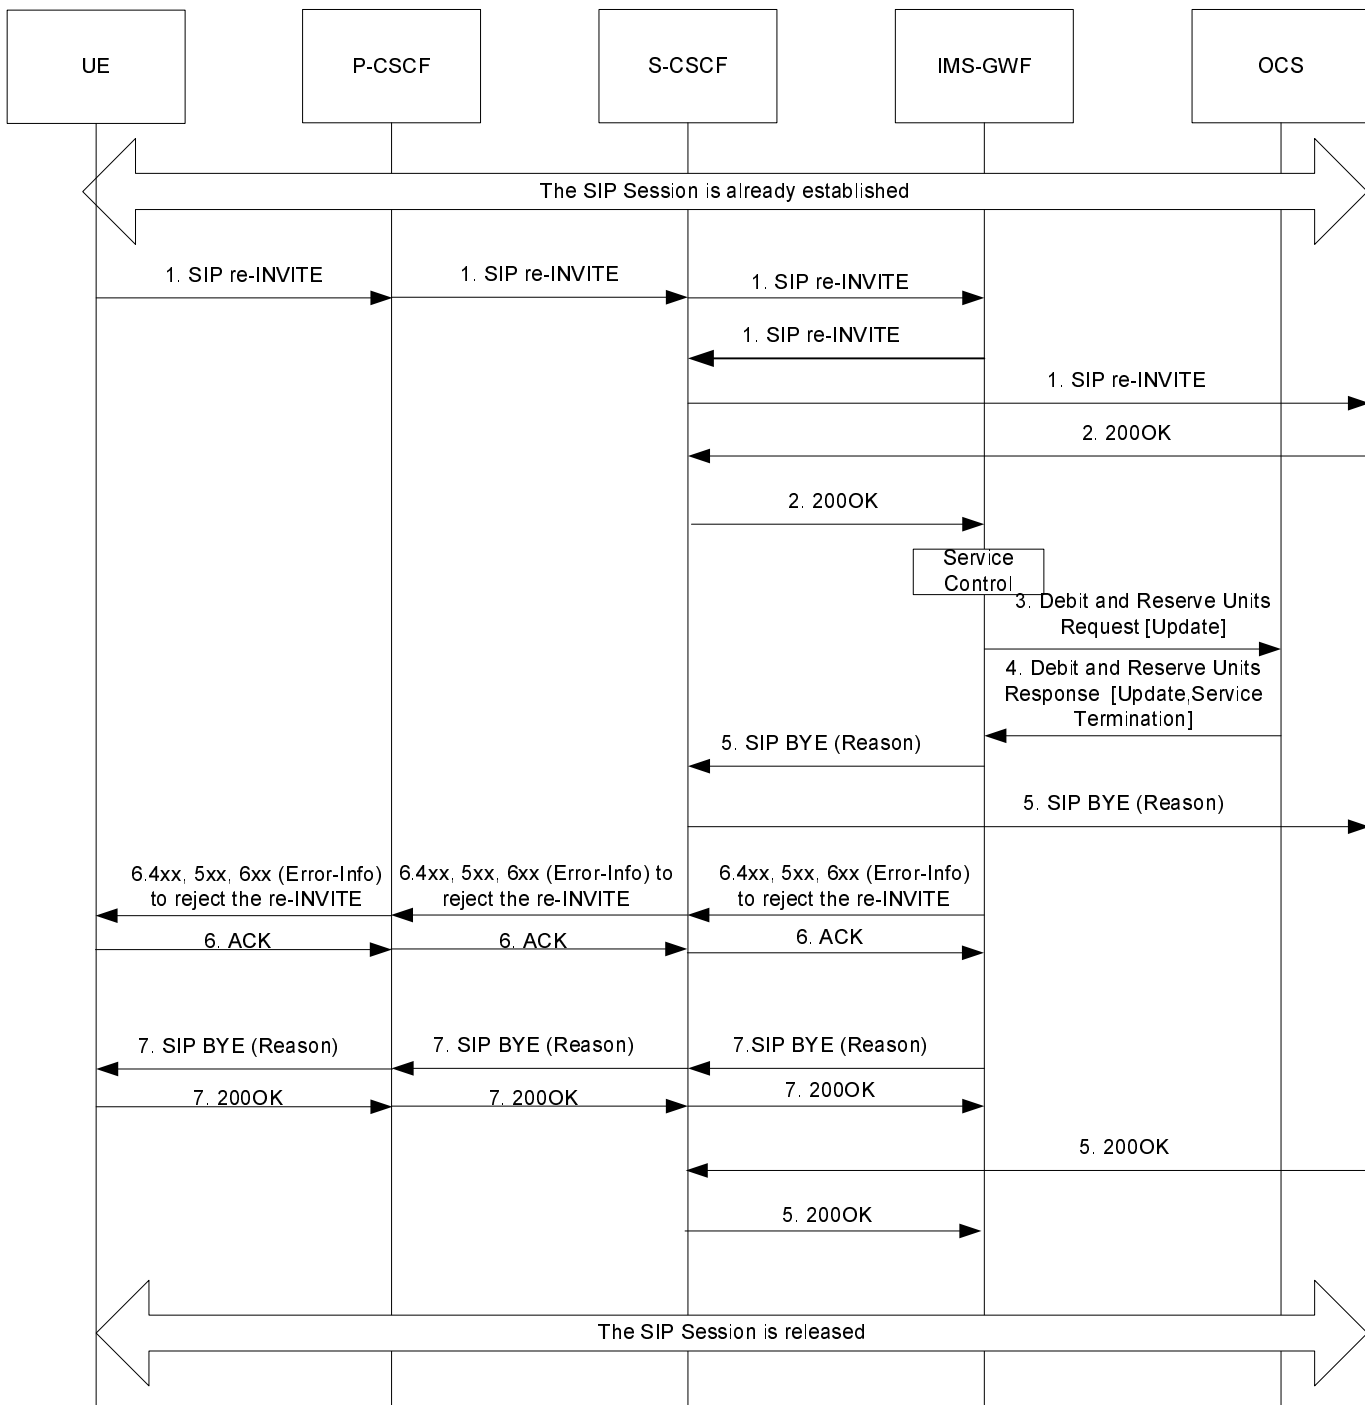 UE
P-CSCF
S-CSCF
IMS-GWF
OCS
The SIP Session is already established
1. SIP re-INVITE
1. SIP re-INVITE
1. SIP re-INVITE
1. SIP re-INVITE
1. SIP re-INVITE
2. 200OK
2. 200OK
Service
Control
3. Debit and Reserve Units
Request [Update]
4. Debit and Reserve Units
Response [Update,Service
Termination]
5. SIP BYE (Reason)
5. SIP BYE (Reason)
6.4xx, 5xx, 6xx (Error-Info)
to reject the re-INVITE
6.4xx, 5xx, 6xx (Error-Info) to
reject the re-INVITE
6.4xx, 5xx, 6xx (Error-Info)
to reject the re-INVITE
6. ACK
6. ACK
6. ACK
7. SIP BYE (Reason)
7. SIP BYE (Reason)
7.SIP BYE (Reason)
7. 200OK
7. 200OK
7. 200OK
5. 200OK
5. 200OK
The SIP Session is released